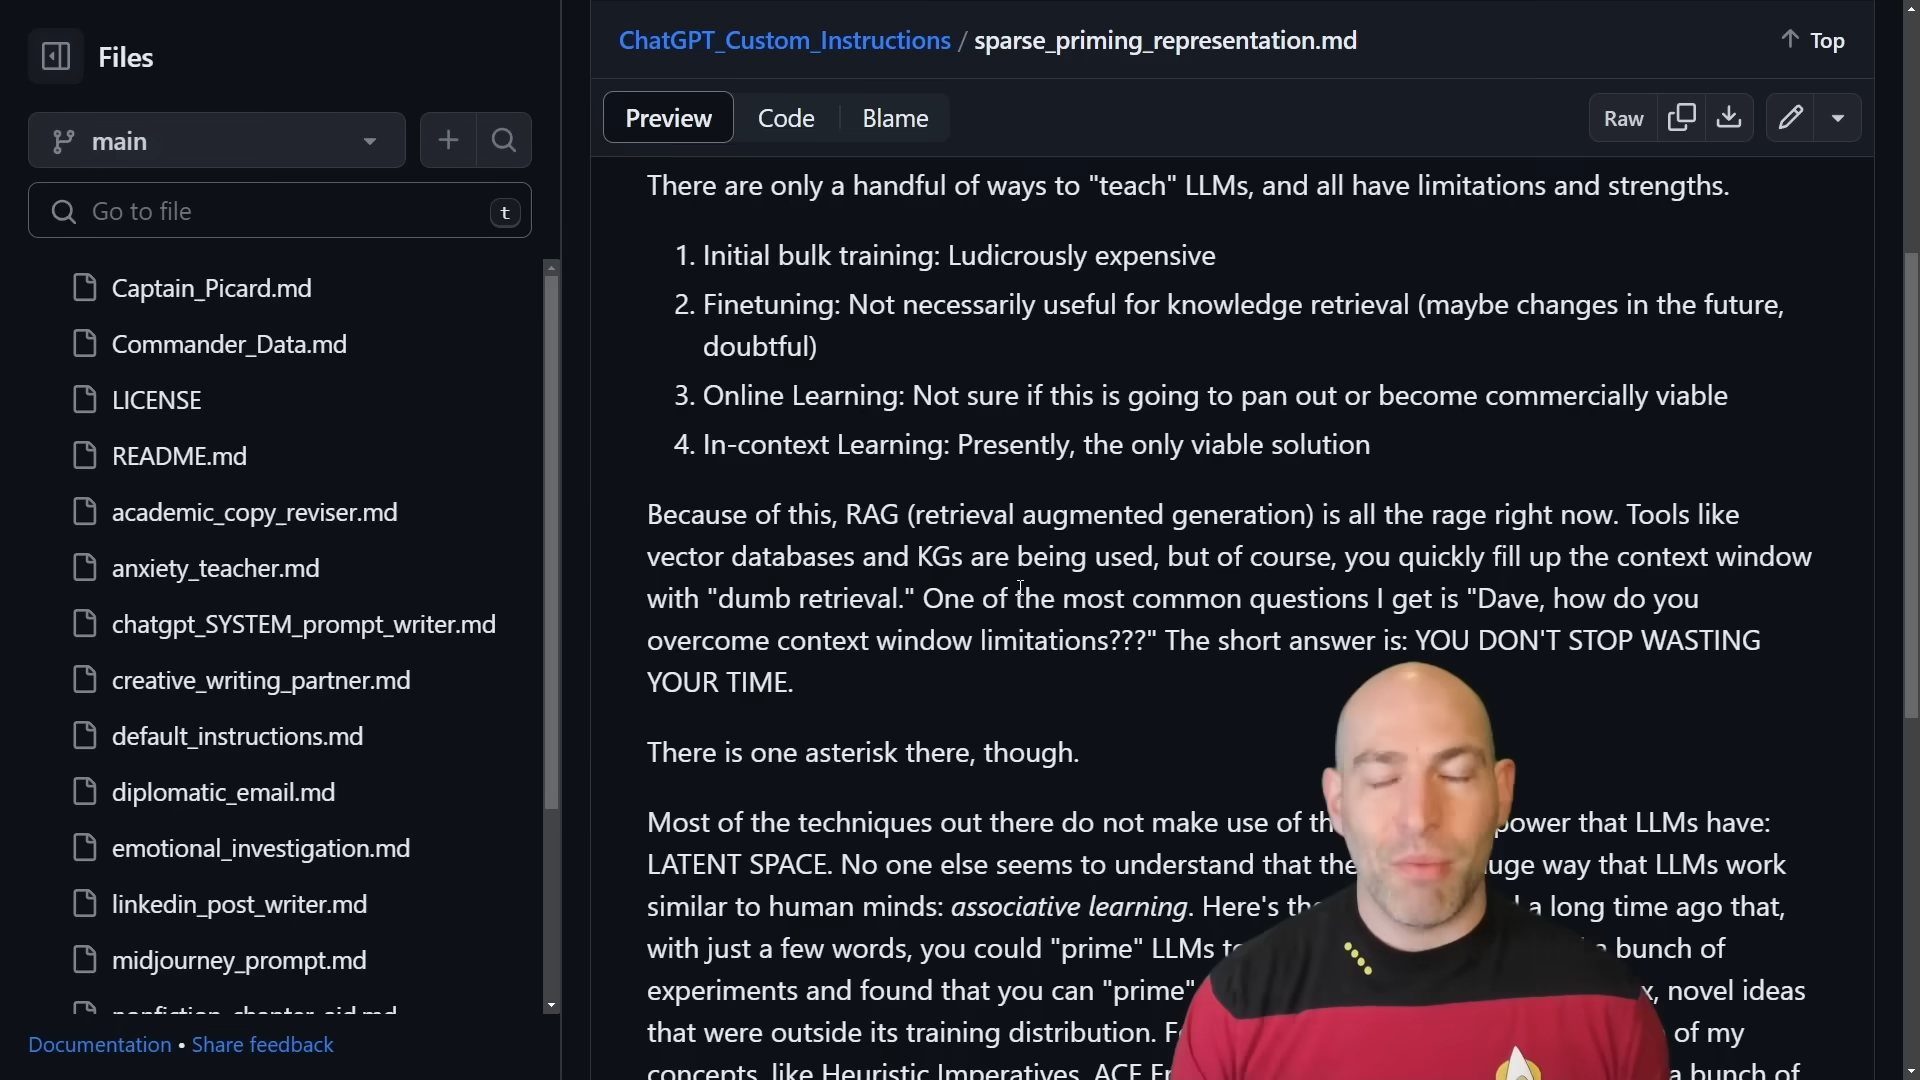 Files
main
Go to file
t
Captain_Picard.md
Commander_Data.md
LICENSE
README.md
academic_copy_reviser.md
anxiety_teacher.md
chatgpt_SYSTEM_prompt_writer.md
creative_writing_partner.md
default_instructions.md
diplomatic_email.md
emotional_investigation.md
linkedin_post_writer.md
midjourney_prompt.md
Documentation • Share feedback
ChatGPT_Custom_Instructions / sparse_priming_representation.md
Top
Preview Code Blame
Raw
There are only a handful of ways to "teach" LLMs, and all have limitations and strengths.
1. Initial bulk training: Ludicrously expensive
2. Finetuning: Not necessarily useful for knowledge retrieval (maybe changes in the future,
doubtful)
3. Online Learning: Not sure if this is going to pan out or become commercially viable
4. In-context Learning: Presently, the only viable solution
Because of this, RAG (retrieval augmented generation) is all the rage right now. Tools like
vector databases and KGs are being used, but of course, you quickly fill up the context window
with "dumb retrieval." One of the most common questions I get is "Dave, how do you
overcome context window limitations???" The short answer is: YOU DON'T STOP WASTING
YOUR TIME.
There is one asterisk there, though.
Most of the techniques out there do not make use of power that LLMs have:
LATENT SPACE. No one else seems to understand that way that LLMs work
similar to human minds: associative learning. Here's a long time ago that,
with just a few words, you could "prime" LLMs bunch of
experiments and found that you can "prime" novel ideas
that were outside its training distribution. of my
concepts, like Heuristic Imperatives, ACE a bunch of